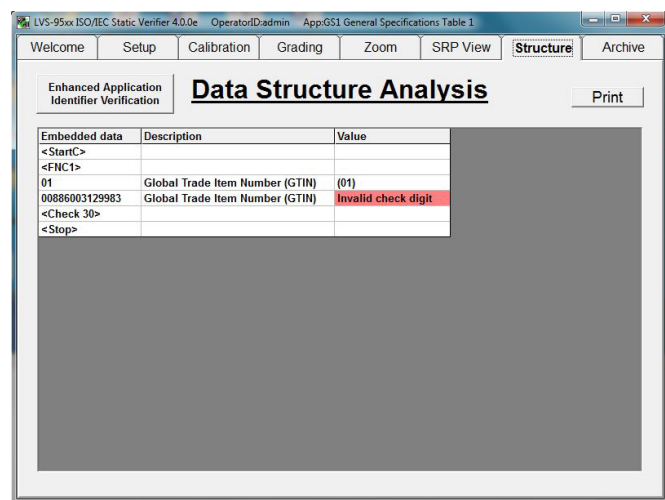 LVS-95xx ISO/IEC Static Verifier 4.0.0e OperatorID:admin App:GS1 General Specifications Table 1
Welcome Setup Calibration Grading Zoom SRP View Structure Archive
Enhanced Application
Identifier Verification
Data Structure Analysis
Print
Embedded data Description Value
<StartC>
<FNC1>
01 Global Trade Item Number (GTIN) (01)
00886003129983 Global Trade Item Number (GTIN) Invalid check digit
<Check 30>
<Stop>